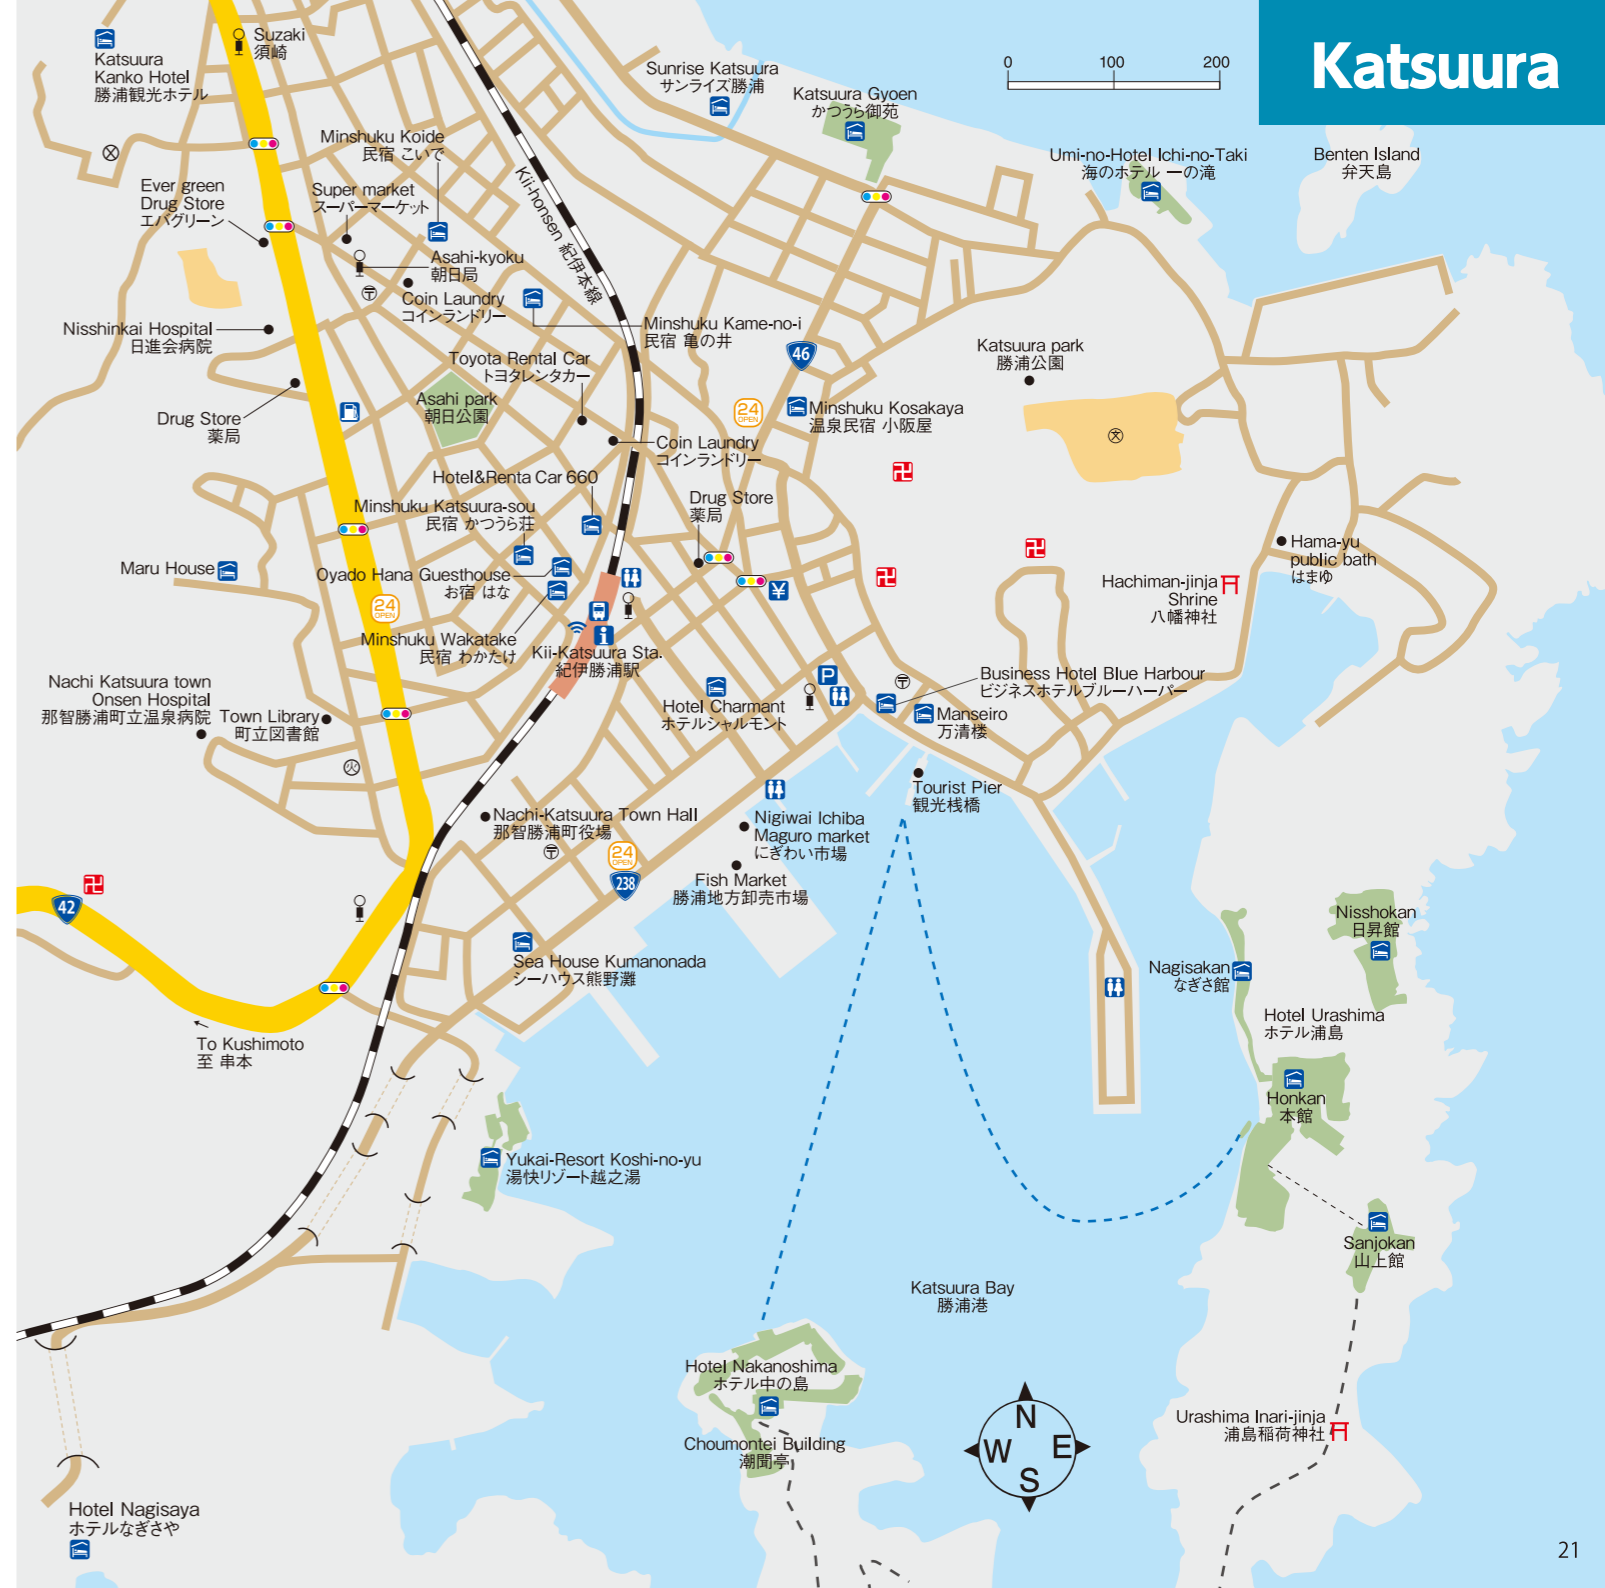 Katsuura
0 100 200
Suzaki
須崎
Katsuura
Kanko Hotel
勝浦観光ホテル
Sunrise Katsuura
サンライズ勝浦
Katsuura Gyoen
かつうら御苑
Umi-no-Hotel Ichi-no-Taki
海のホテル 一の滝
Benten Island
弁天島
Minshuku Koide
民宿 こいで
Ever green
Drug Store
エバグリーン
Super market
スーパーマーケット
Kii-honsen 紀伊本線
Asahi-kyoku
朝日局
Coin Laundry
コインランドリー
Nisshinkai Hospital
日進会病院
Minshuku Kame-no-i
民宿 亀の井
46
Katsuura park
勝浦公園
Toyota Rental Car
トヨタレンタカー
Asahi park
朝日公園
Drug Store
薬局
24
OPEN
Minshuku Kosakaya
温泉民宿 小阪屋
文
Coin Laundry
コインランドリー
Hotel&Renta Car 660
Minshuku Katsuura-sou
民宿 かつうら荘
Drug Store
薬局
Hama-yu
public bath
はまゆ
Maru House
Oyado Hana Guesthouse
お宿 はな
Hachiman-jinja
Shrine
八幡神社
24
OPEN
Minshuku Wakatake
民宿 わかたけ
Kii-Katsuura Sta.
紀伊勝浦駅
P
Nachi Katsuura town
Onsen Hospital
那智勝浦町立温泉病院
Town Library
町立図書館
Hotel Charmant
ホテルシャルモント
Business Hotel Blue Harbour
ビジネスホテルブルーハーバー
Manseiro
万清楼
火
Tourist Pier
観光桟橋
Nachi-Katsuura Town Hall
那智勝浦町役場
Nigiwai Ichiba
Maguro market
にぎわい市場
24
OPEN
238
Fish Market
勝浦地方卸売市場
42
Nisshokan
日昇館
Sea House Kumanonada
シーハウス熊野灘
Nagisakan
なぎさ館
Hotel Urashima
ホテル浦島
To Kushimoto
至 串本
Honkan
本館
Yukai-Resort Koshi-no-yu
湯快リゾート越之湯
Sanjokan
山上館
Katsuura Bay
勝浦港
Hotel Nakanoshima
ホテル中の島
Choumontei Building
潮聞亭
N
W E
S
Urashima Inari-jinja
浦島稲荷神社
Hotel Nagisaya
ホテルなぎさや
21